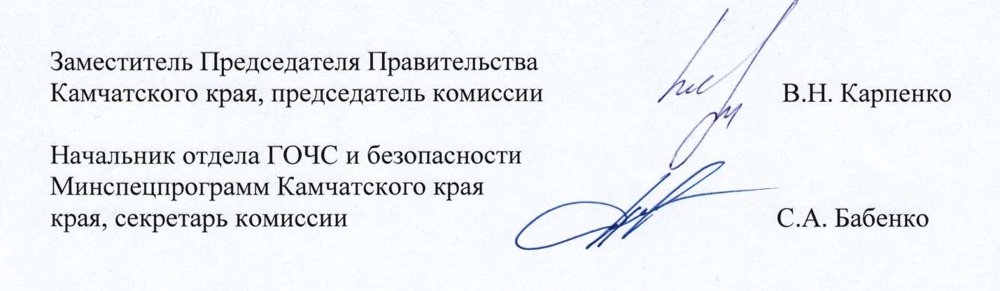 Заместитель Председателя Правительства
Камчатского края, председатель комиссии В.Н. Карпенко
Начальник отдела ГОЧС и безопасности
Минспецпрограмм Камчатского края
края, секретарь комиссии С.А. Бабенко